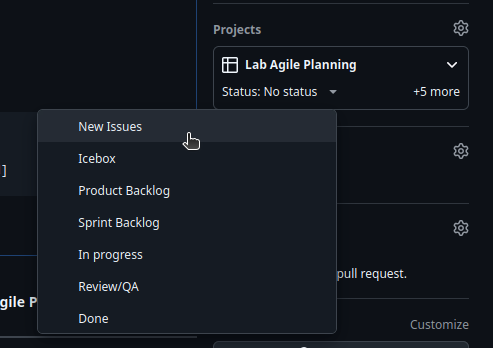 Projects
Lab Agile Planning
Status: No status
+5 more
New Issues
Icebox
Product Backlog
Sprint Backlog
In progress
Review/QA
Done
]
gile P
pull request.
Customize